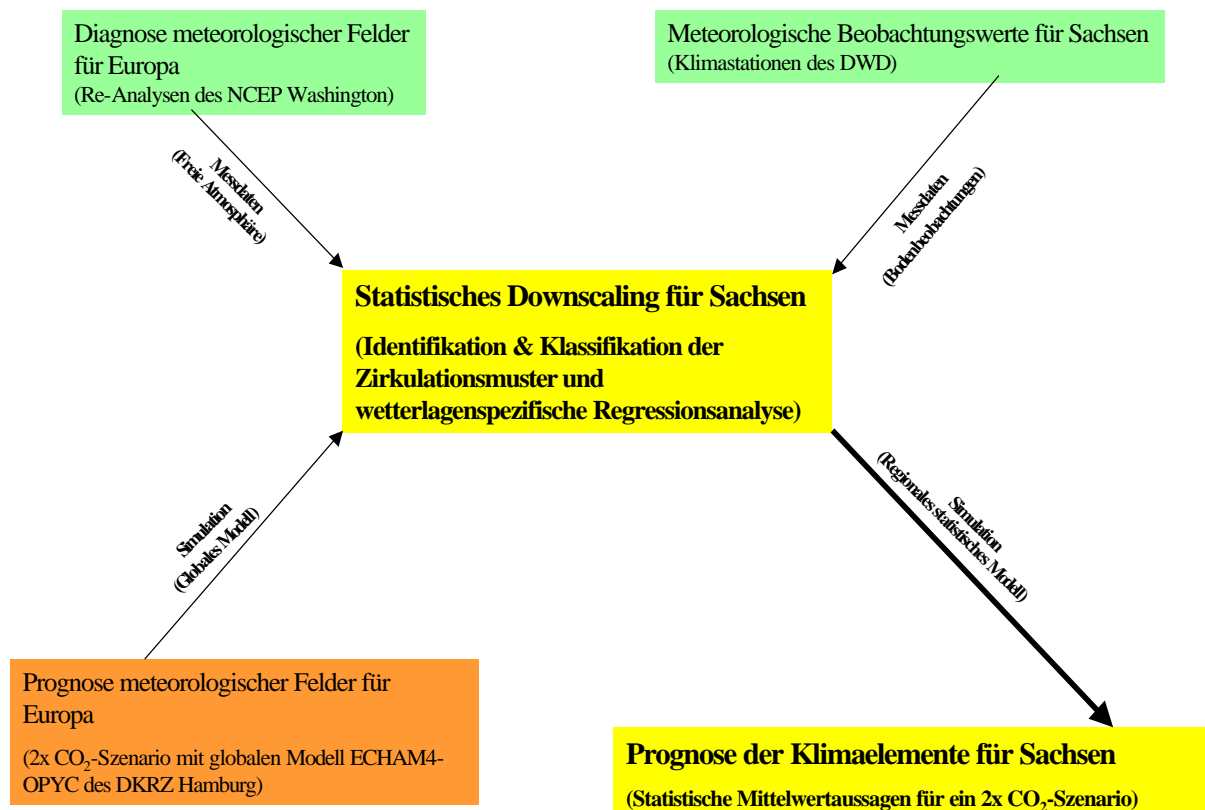 Diagnose meteorologischer Felder
für Europa
(Re-Analysen des NCEP Washington)
Meteorologische Beobachtungswerte für Sachsen
(Klimastationen des DWD)
Messdaten
(Freie Atmosphäre)
Messdaten
(Bodenbeobachtungen)
Statistisches Downscaling für Sachsen
(Identifikation & Klassifikation der
Zirkulationsmuster und
wetterlagenspezifische Regressionsanalyse)
Simulation
(Globales Modell)
Simulation
(Regionales statistisches Modell)
Prognose meteorologischer Felder für
Europa
(2x CO₂-Szenario mit globalen Modell ECHAM4-
OPYC des DKRZ Hamburg)
Prognose der Klimaelemente für Sachsen
(Statistische Mittelwertaussagen für ein 2x CO₂-Szenario)